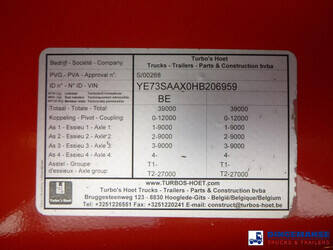 Turbo's Hoet
Bedrijf - Société - Company Trucks - Trailers - Parts & Construction bvba
PVG.- PVA - Approval n°. S/00268
ID n° - N° ID - VIN YE73SAAX0HB206959
BE
Totaal - Totale - Total 39000 39000
Koppeling - Pivot - Coupling 0-12000 0-12000
As 1 - Essieu 1 - Axle 1 1-9000 1-9000
As 2 - Essieu 2 - Axle 2 2-9000 2-9000
As 3 - Essieu 3 - Axle 3 3-9000 3-9000
As 4 - Essieu 4 - Axle 4 4- 4-
Asstel - Groupe T1- T1-
d'essieux - Axle group T2-27000 T2-27000
www.TURBOS-HOET.com
Turbo's Hoet Trucks - Trailers - Parts & Construction bvba
Bruggesteenweg 123 - B 8830 Hooglede-Gits - België/Belgique/Belgium
Tel +3251226551 - Fax +3251220241 - E-mail construct@turbos-hoet.be
Turbo's Hoet